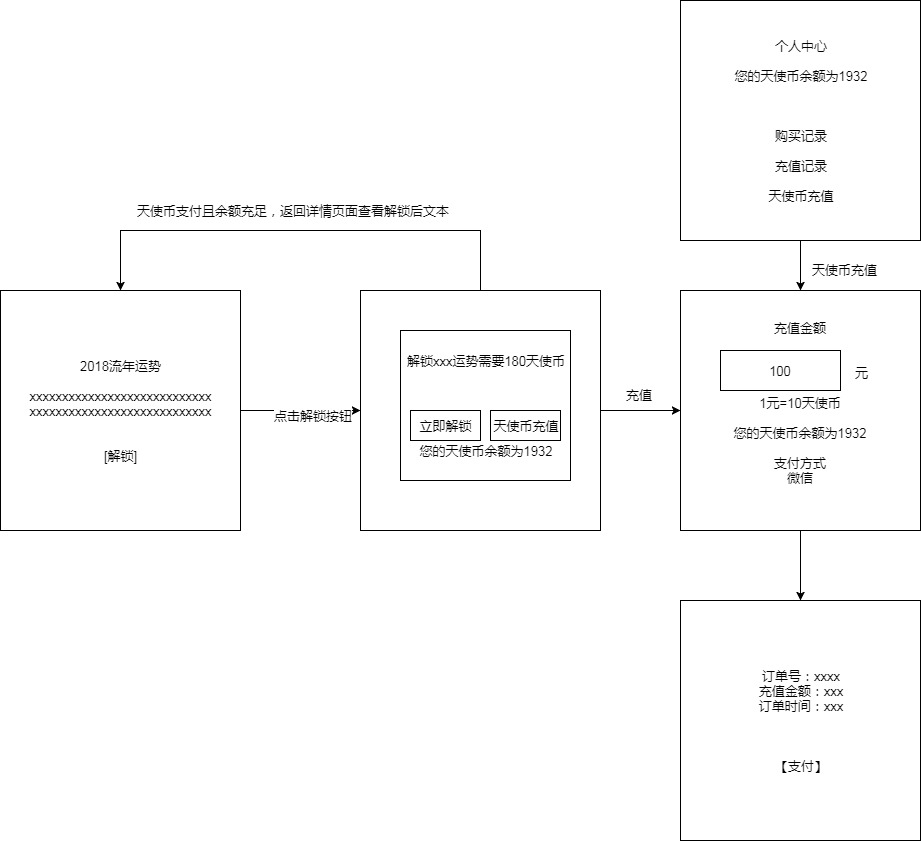 个人中心
您的天使币余额为1932
购买记录
充值记录
天使币充值
天使币支付且余额充足，返回详情页面查看解锁后文本
天使币充值
2018流年运势
xxxxxxxxxxxxxxxxxxxxxxxxxxxx
xxxxxxxxxxxxxxxxxxxxxxxxxxxx
[解锁]
点击解锁按钮
解锁xxx运势需要180天使币
立即解锁
天使币充值
您的天使币余额为1932
充值
充值金额
100
元
1元=10天使币
您的天使币余额为1932
支付方式
微信
订单号：xxxx
充值金额：xxx
订单时间：xxx
【支付】